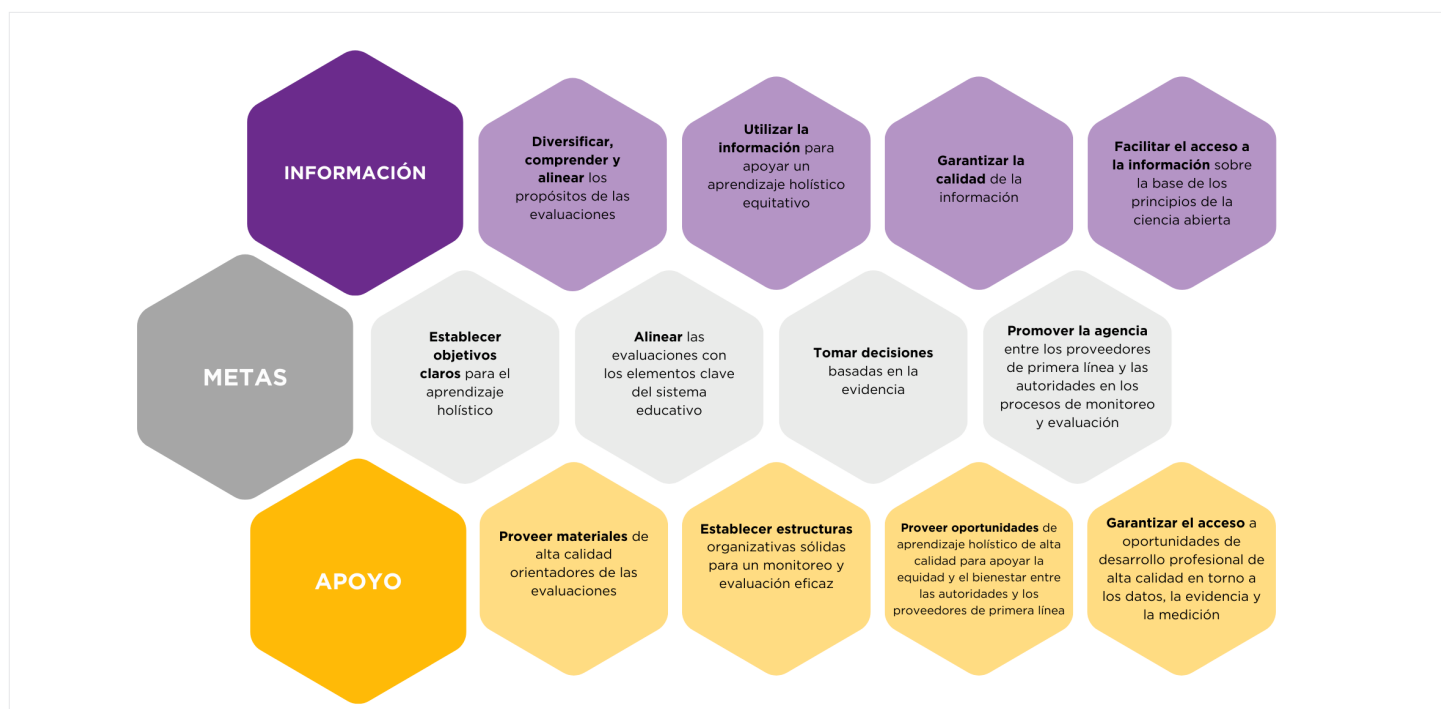 INFORMACIÓN
Diversificar,
comprender y
alinear los
propósitos de las
evaluaciones
Utilizar la
información para
apoyar un
aprendizaje holístico
equitativo
Garantizar la
calidad de la
información
Facilitar el acceso a
la información sobre
la base de los
principios de la
ciencia abierta
METAS
Establecer
objetivos
claros para el
aprendizaje
holístico
Alinear las
evaluaciones con
los elementos clave
del sistema
educativo
Tomar decisiones
basadas en la
evidencia
Promover la agencia
entre los proveedores
de primera línea y las
autoridades en los
procesos de monitoreo
y evaluación
APOYO
Proveer materiales de
alta calidad
orientadores de las
evaluaciones
Establecer estructuras
organizativas sólidas
para un monitoreo y
evaluación eficaz
Proveer oportunidades de
aprendizaje holístico de alta
calidad para apoyar la
equidad y el bienestar entre
las autoridades y los
proveedores de primera línea
Garantizar el acceso a
oportunidades de
desarrollo profesional de
alta calidad en torno a
los datos, la evidencia y
la medición